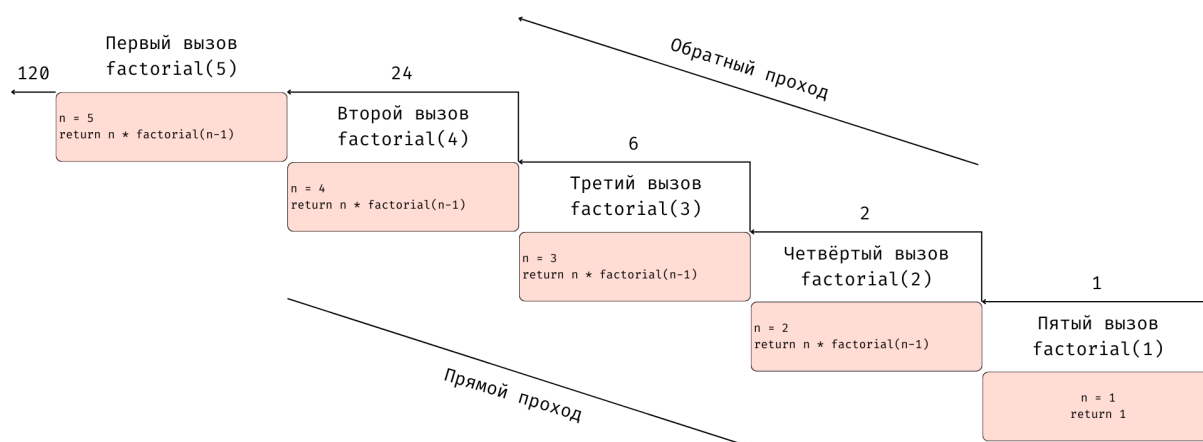 Первый вызов
factorial(5)
120
n = 5
return n * factorial(n-1)
24
Второй вызов
factorial(4)
n = 4
return n * factorial(n-1)
Обратный проход
6
Третий вызов
factorial(3)
n = 3
return n * factorial(n-1)
2
Четвёртый вызов
factorial(2)
n = 2
return n * factorial(n-1)
1
Пятый вызов
factorial(1)
n = 1
return 1
Прямой проход